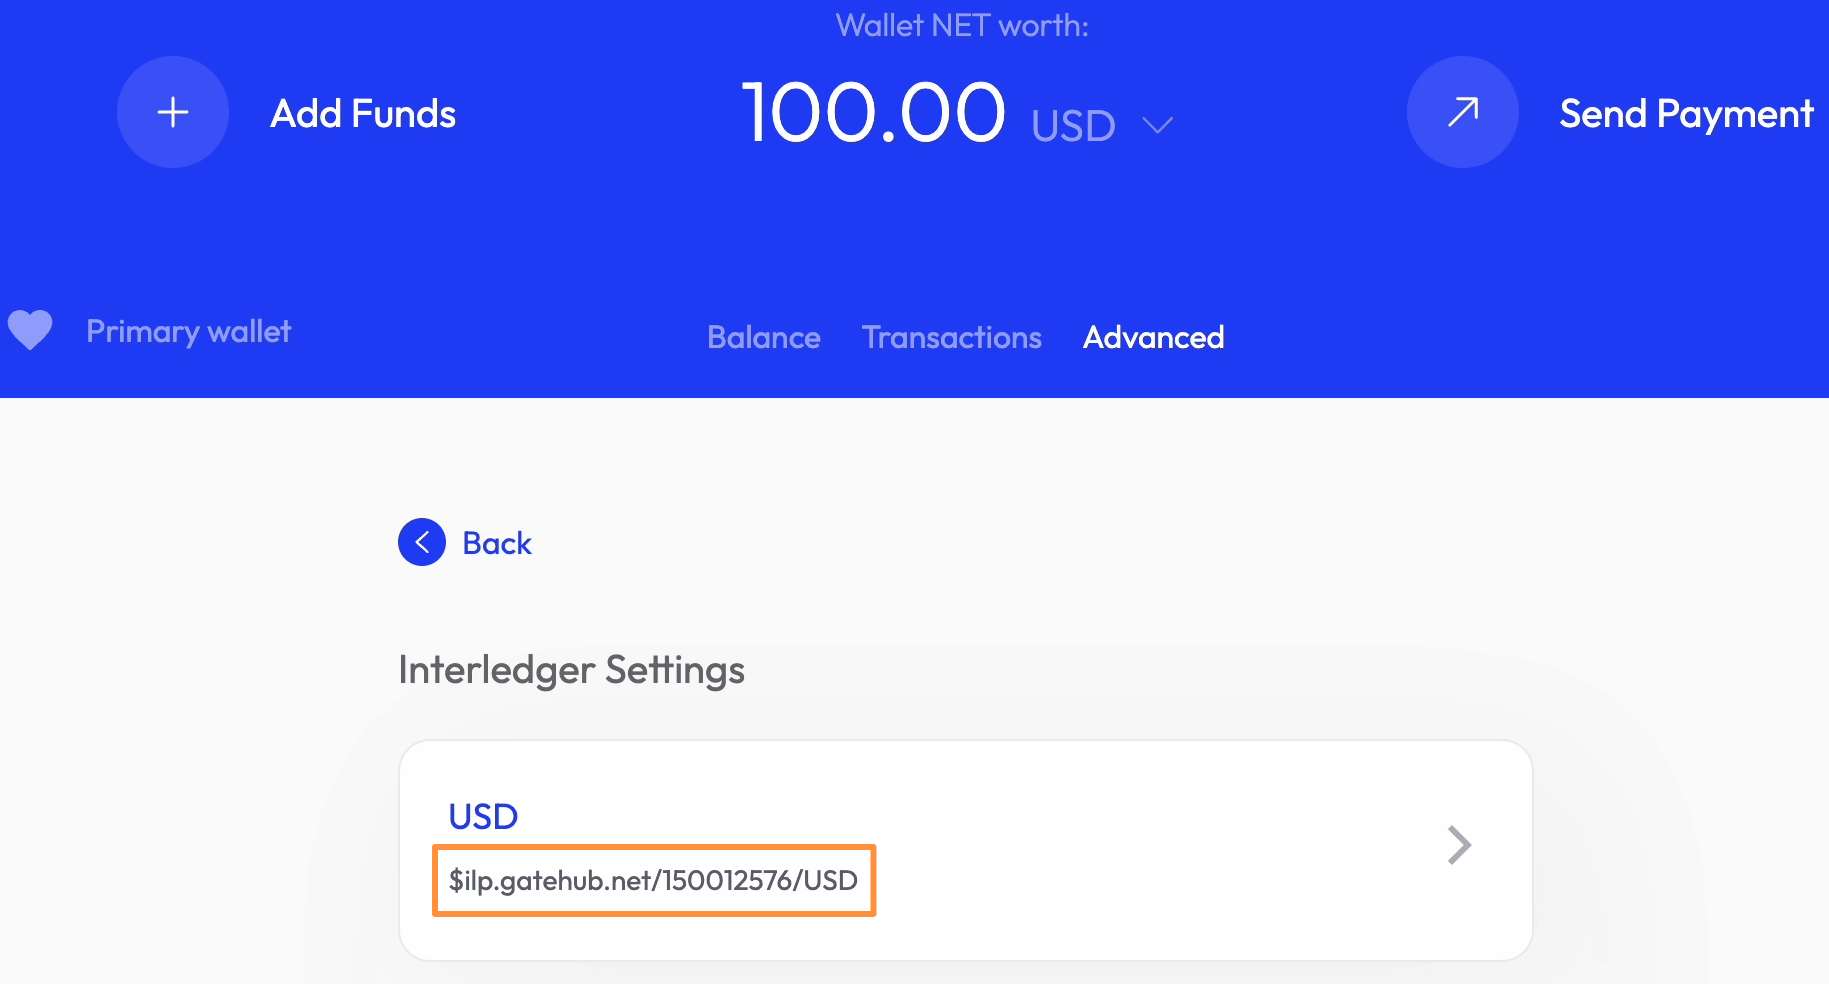 Wallet NET worth:
Add Funds
100.00 USD
Send Payment
Primary wallet
Balance Transactions Advanced
Back
Interledger Settings
USD
$ilp.gatehub.net/150012576/USD